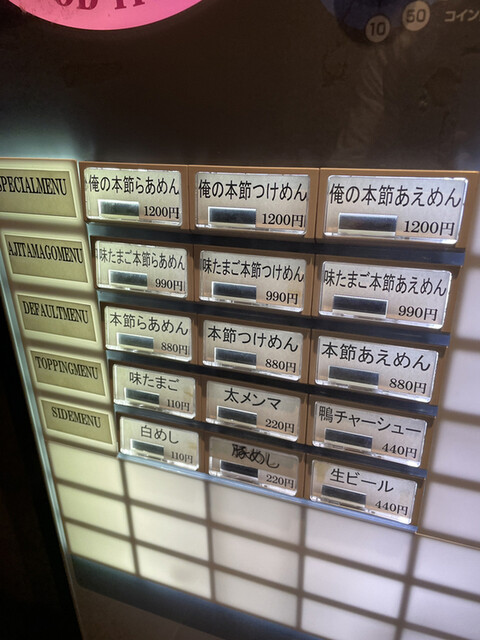 10 50 コイン
SPECIALMENU
俺の本節らあめん
1200円
俺の本節つけめん
1200円
俺の本節あえめん
1200円
AJITAMAGOMENU
味たまご本節らあめん
990円
味たまご本節つけめん
990円
味たまご本節あえめん
990円
DEFAULTMENU
本節らあめん
880円
本節つけめん
880円
本節あえめん
880円
TOPPINGMENU
味たまご
110円
太メンマ
220円
鴨チャーシュー
440円
SIDEMENU
白めし
110円
豚めし
220円
生ビール
440円